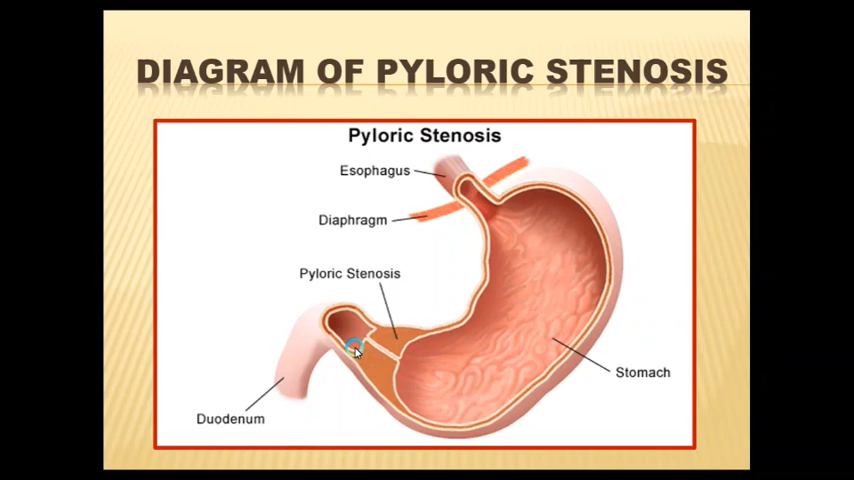 DIAGRAM OF PYLORIC STENOSIS
Pyloric Stenosis
Esophagus
Diaphragm
Pyloric Stenosis
Stomach
Duodenum